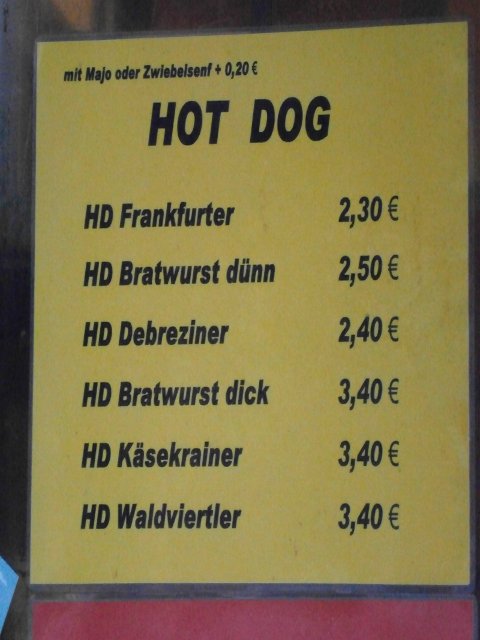 mit Majo oder Zwiebelsenf + 0,20 €
HOT DOG
HD Frankfurter 2,30 €
HD Bratwurst dünn 2,50 €
HD Debreziner 2,40 €
HD Bratwurst dick 3,40 €
HD Käsekrainer 3,40 €
HD Waldviertler 3,40 €